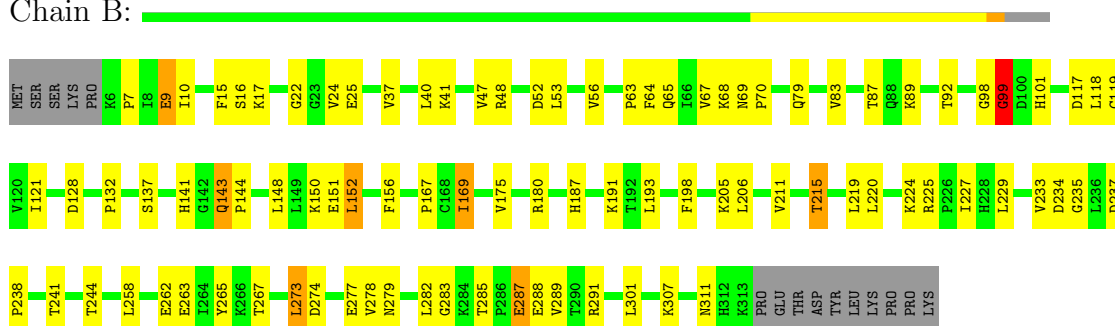 Chain B:
MET SER SER LYS PRO K6 P7 I8 E9 I10 F15 S16 K17 G22 G23 V24 E25 V37 L40 K41 V47 R48 D52 L53 V56 P63 F64 Q65 I66 V67 K68 N69 P70 Q79 V83 T87 Q88 K89 T92 G98 G99 D100 H101 D117 L118 G119
V120 I121 D128 P132 S137 H141 G142 Q143 P144 L148 L149 K150 E151 L152 F156 P167 C168 I169 V175 R180 H187 K191 T192 L193 F198 K205 L206 V211 T215 L219 L220 K224 R225 P226 I227 H228 L229 V233 D234 G235 L236 D237
P238 T241 T244 L258 E262 E263 I264 Y265 K266 T267 L273 D274 E277 V278 N279 L282 G283 K284 T285 P286 E287 E288 V289 T290 R291 L301 K307 N311 H312 K313 PRO GLU THR ASP TYR LEU LYS PRO PRO LYS